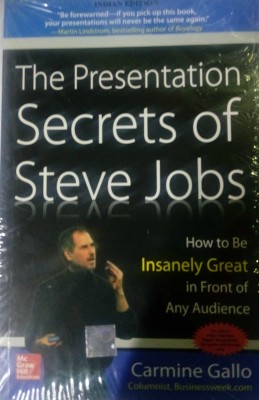 INDIAN EDITION
"Be forewarned—if you pick up this book,
your presentations will never be the same again."
—Martin Lindstrom, bestselling author of Buyology
The Presentation
Secrets of
Steve Jobs
How to Be
Insanely Great
in Front of
Any Audience
Mc
Graw
Hill
Education
Carmine Gallo
Columnist, Businessweek.com